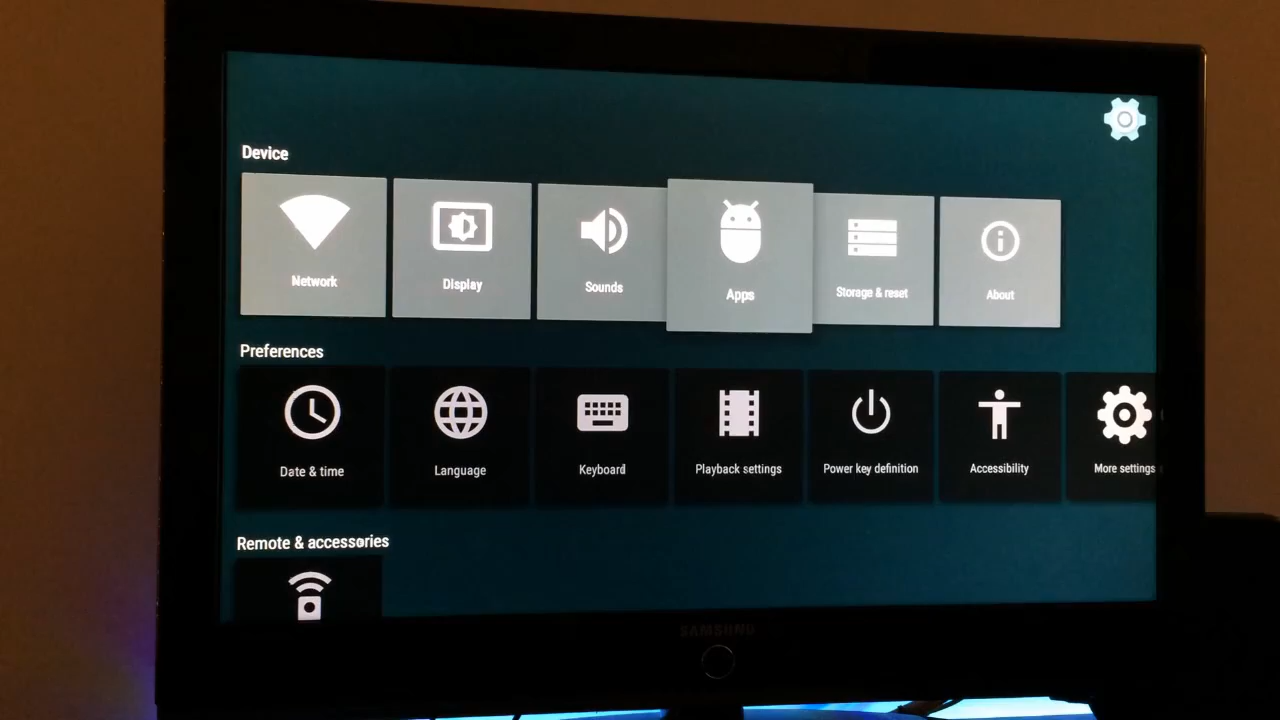 Device
Network
Display
Sounds
Apps
Storage & reset
About
Preferences
Date & time
Language
Keyboard
Playback settings
Power key definition
Accessibility
More settings
Remote & accessories
SAMSUNG